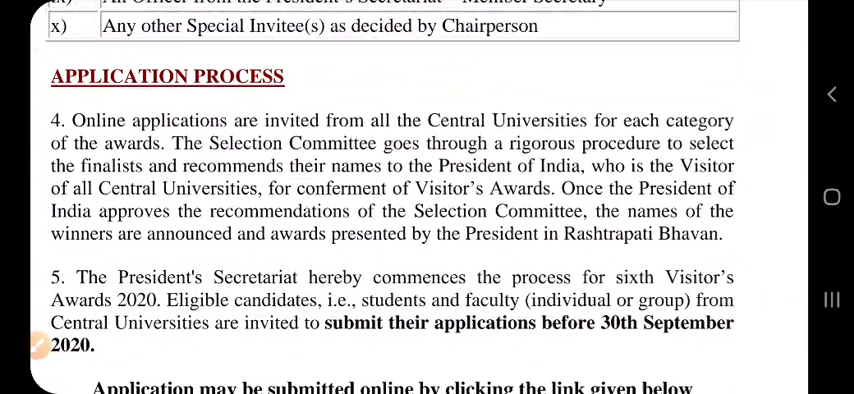 x) Any other Special Invitee(s) as decided by Chairperson
APPLICATION PROCESS
4. Online applications are invited from all the Central Universities for each category
of the awards. The Selection Committee goes through a rigorous procedure to select
the finalists and recommends their names to the President of India, who is the Visitor
of all Central Universities, for conferment of Visitor's Awards. Once the President of
India approves the recommendations of the Selection Committee, the names of the
winners are announced and awards presented by the President in Rashtrapati Bhavan.
5. The President's Secretariat hereby commences the process for sixth Visitor's
Awards 2020. Eligible candidates, i.e., students and faculty (individual or group) from
Central Universities are invited to submit their applications before 30th September
2020.
Application may be submitted online by clicking the link given below